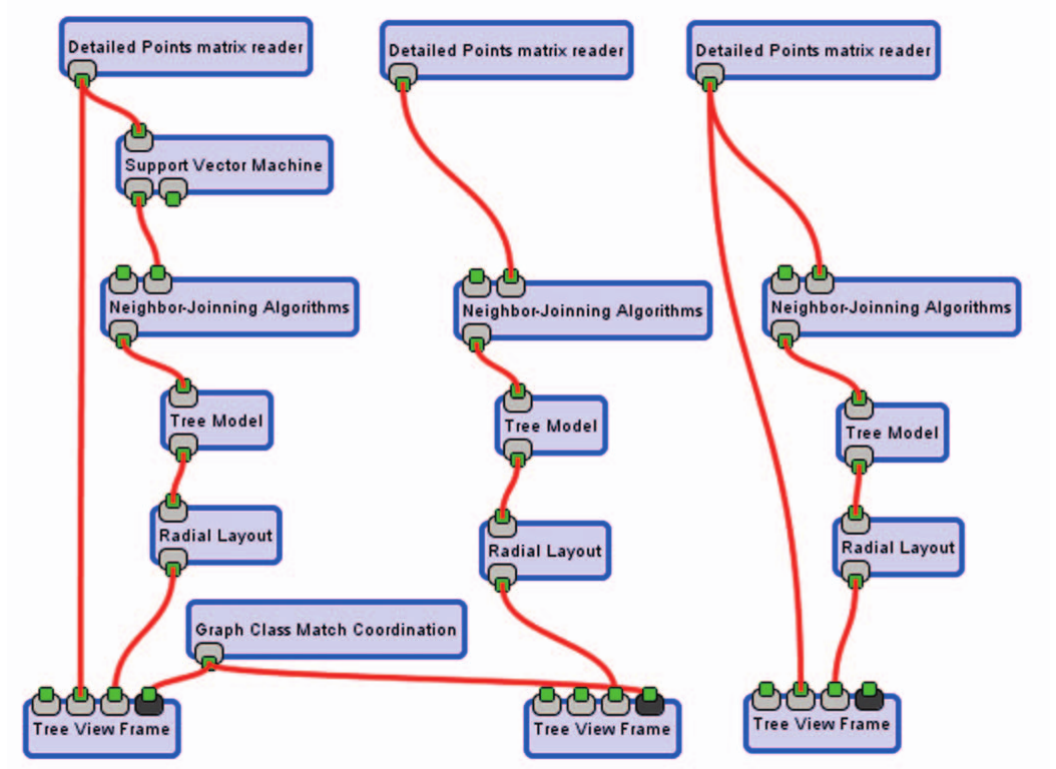 Detailed Points matrix reader
Detailed Points matrix reader
Detailed Points matrix reader
Support Vector Machine
Neighbor-Joinning Algorithms
Neighbor-Joinning Algorithms
Neighbor-Joinning Algorithms
Tree Model
Tree Model
Tree Model
Radial Layout
Radial Layout
Radial Layout
Graph Class Match Coordination
Tree View Frame
Tree View Frame
Tree View Frame